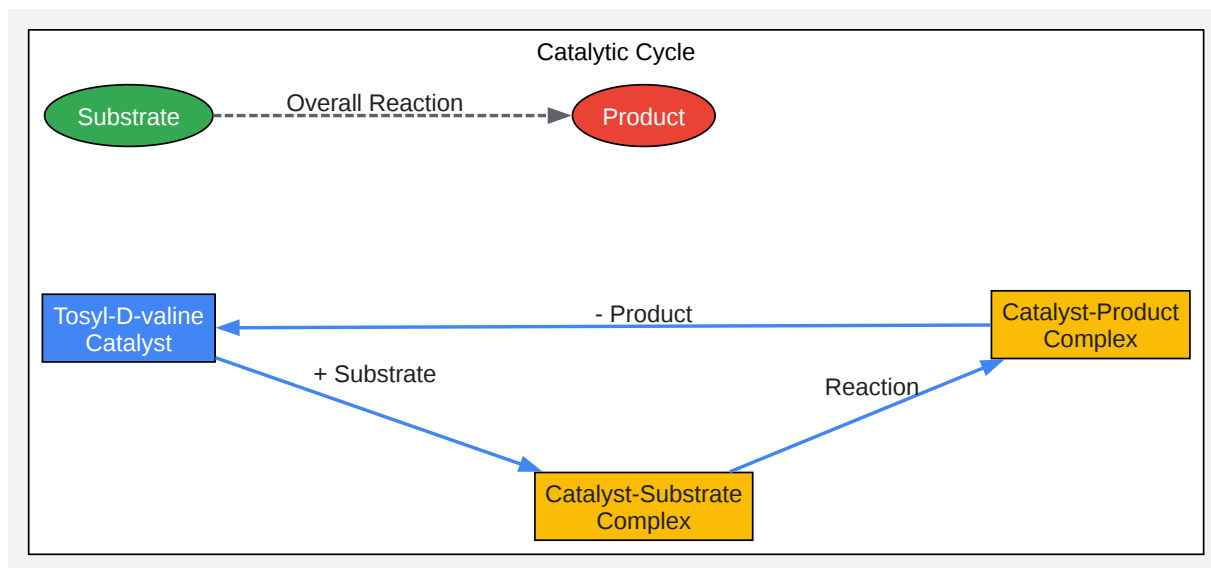 Catalytic Cycle
Substrate
Overall Reaction
Product
Tosyl-D-valine
Catalyst
- Product
Catalyst-Product
Complex
+ Substrate
Reaction
Catalyst-Substrate
Complex